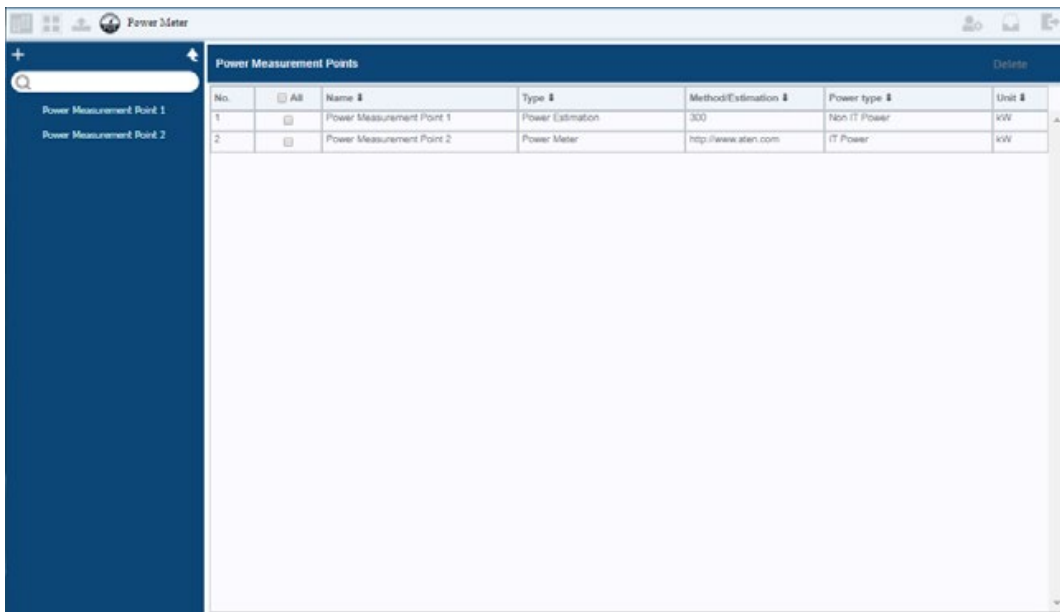 Power Meter
Power Measurement Points Delete
No. All Name Type Method/Estimation Power type Unit
1 Power Measurement Point 1 Power Estimation 300 Non IT Power kW
2 Power Measurement Point 2 Power Meter http://www.aten.com IT Power kW
Power Measurement Point 1
Power Measurement Point 2